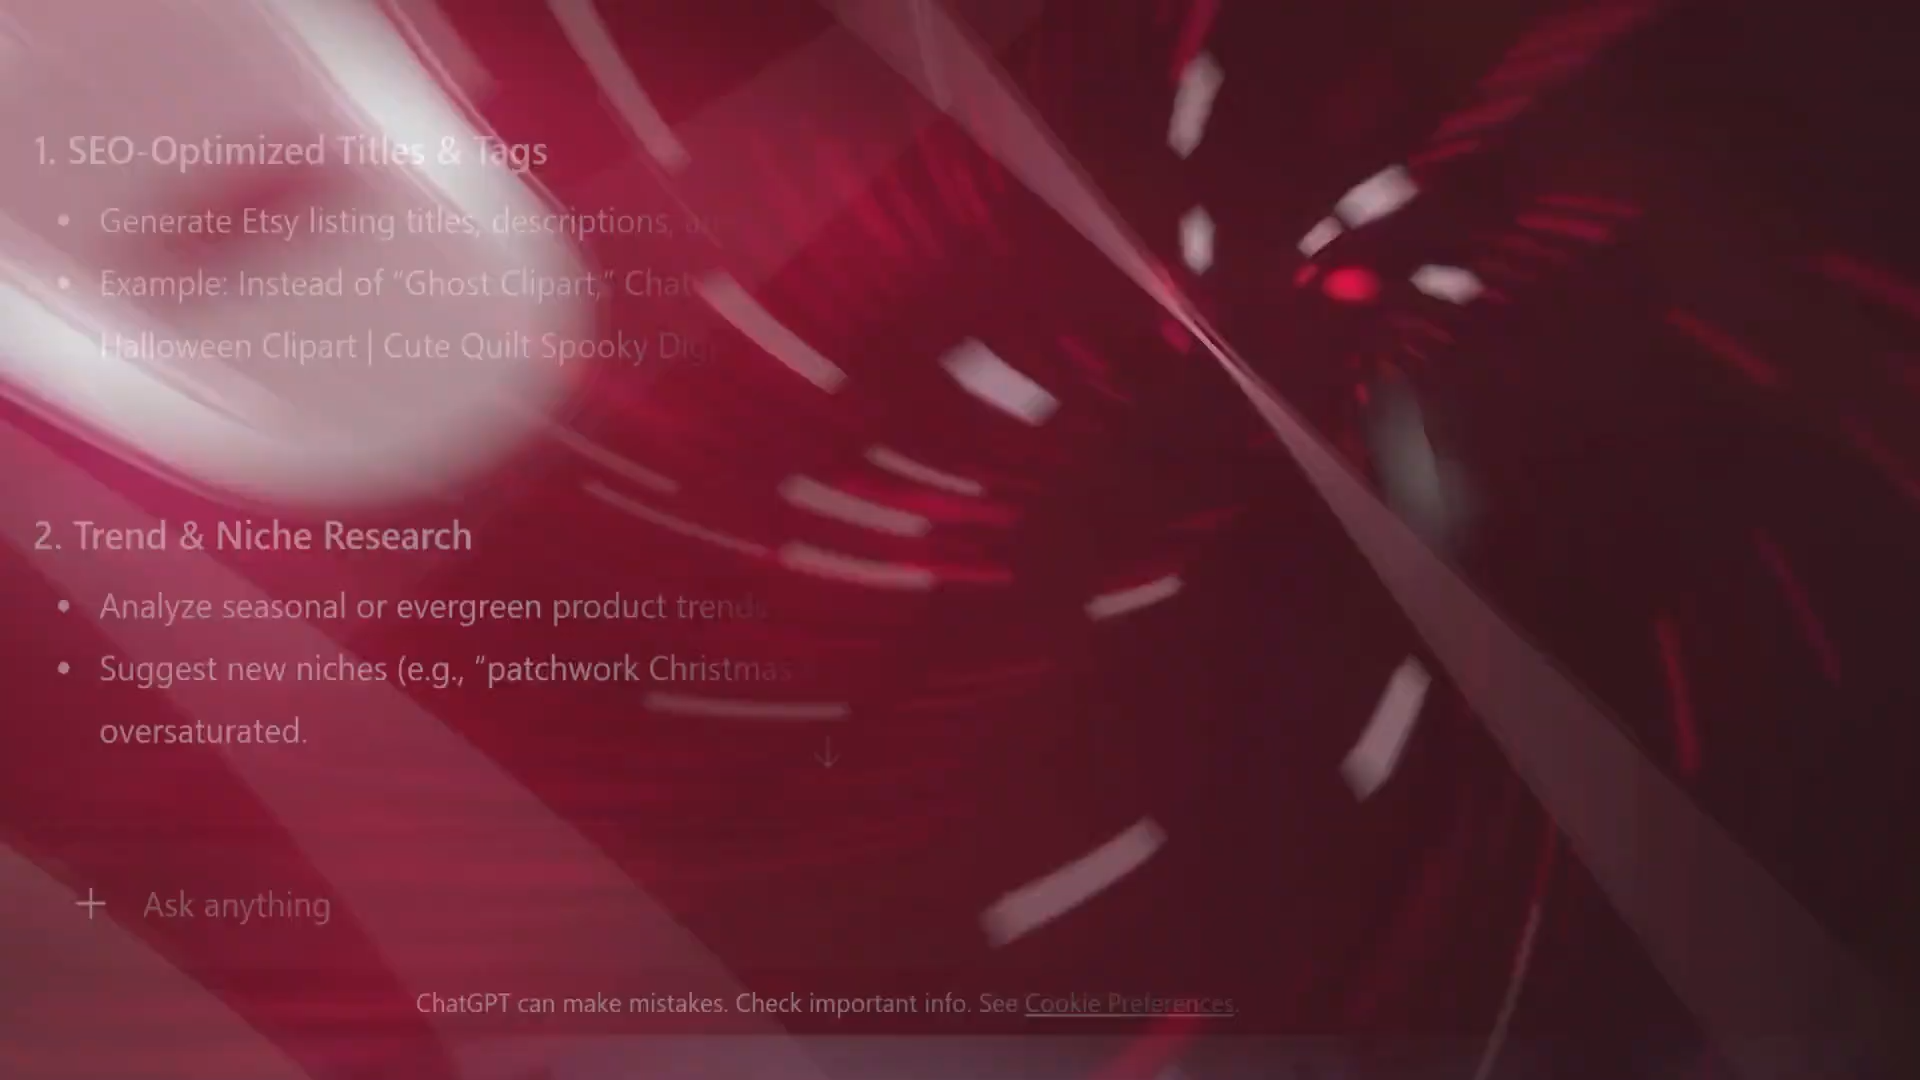 1. SEO-Optimized Titles & Tags
• Generate Etsy listing titles, descriptions,
• Example: Instead of “Ghost Clipart,” Chat
Halloween Clipart | Cute Quilt Spooky
2. Trend & Niche Research
• Analyze seasonal or evergreen product trends
• Suggest new niches (e.g., “patchwork Christmas
oversaturated.
+ Ask anything
ChatGPT can make mistakes. Check important info. See Cookie Preferences.